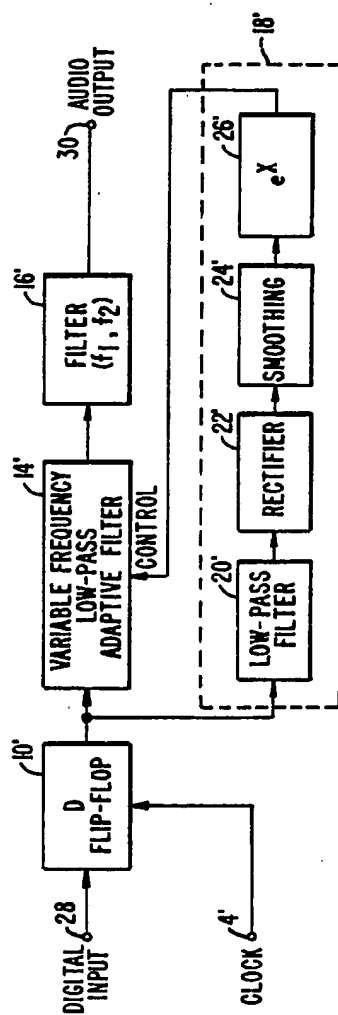 DIGITAL
INPUT
28
10'
D
FLIP-FLOP
14'
VARIABLE FREQUENCY
LOW-PASS
ADAPTIVE FILTER
CONTROL
16'
FILTER
(f1, f2)
30
AUDIO
OUTPUT
CLOCK
4'
18'
20'
LOW-PASS
FILTER
22'
RECTIFIER
24'
SMOOTHING
26'
e^X